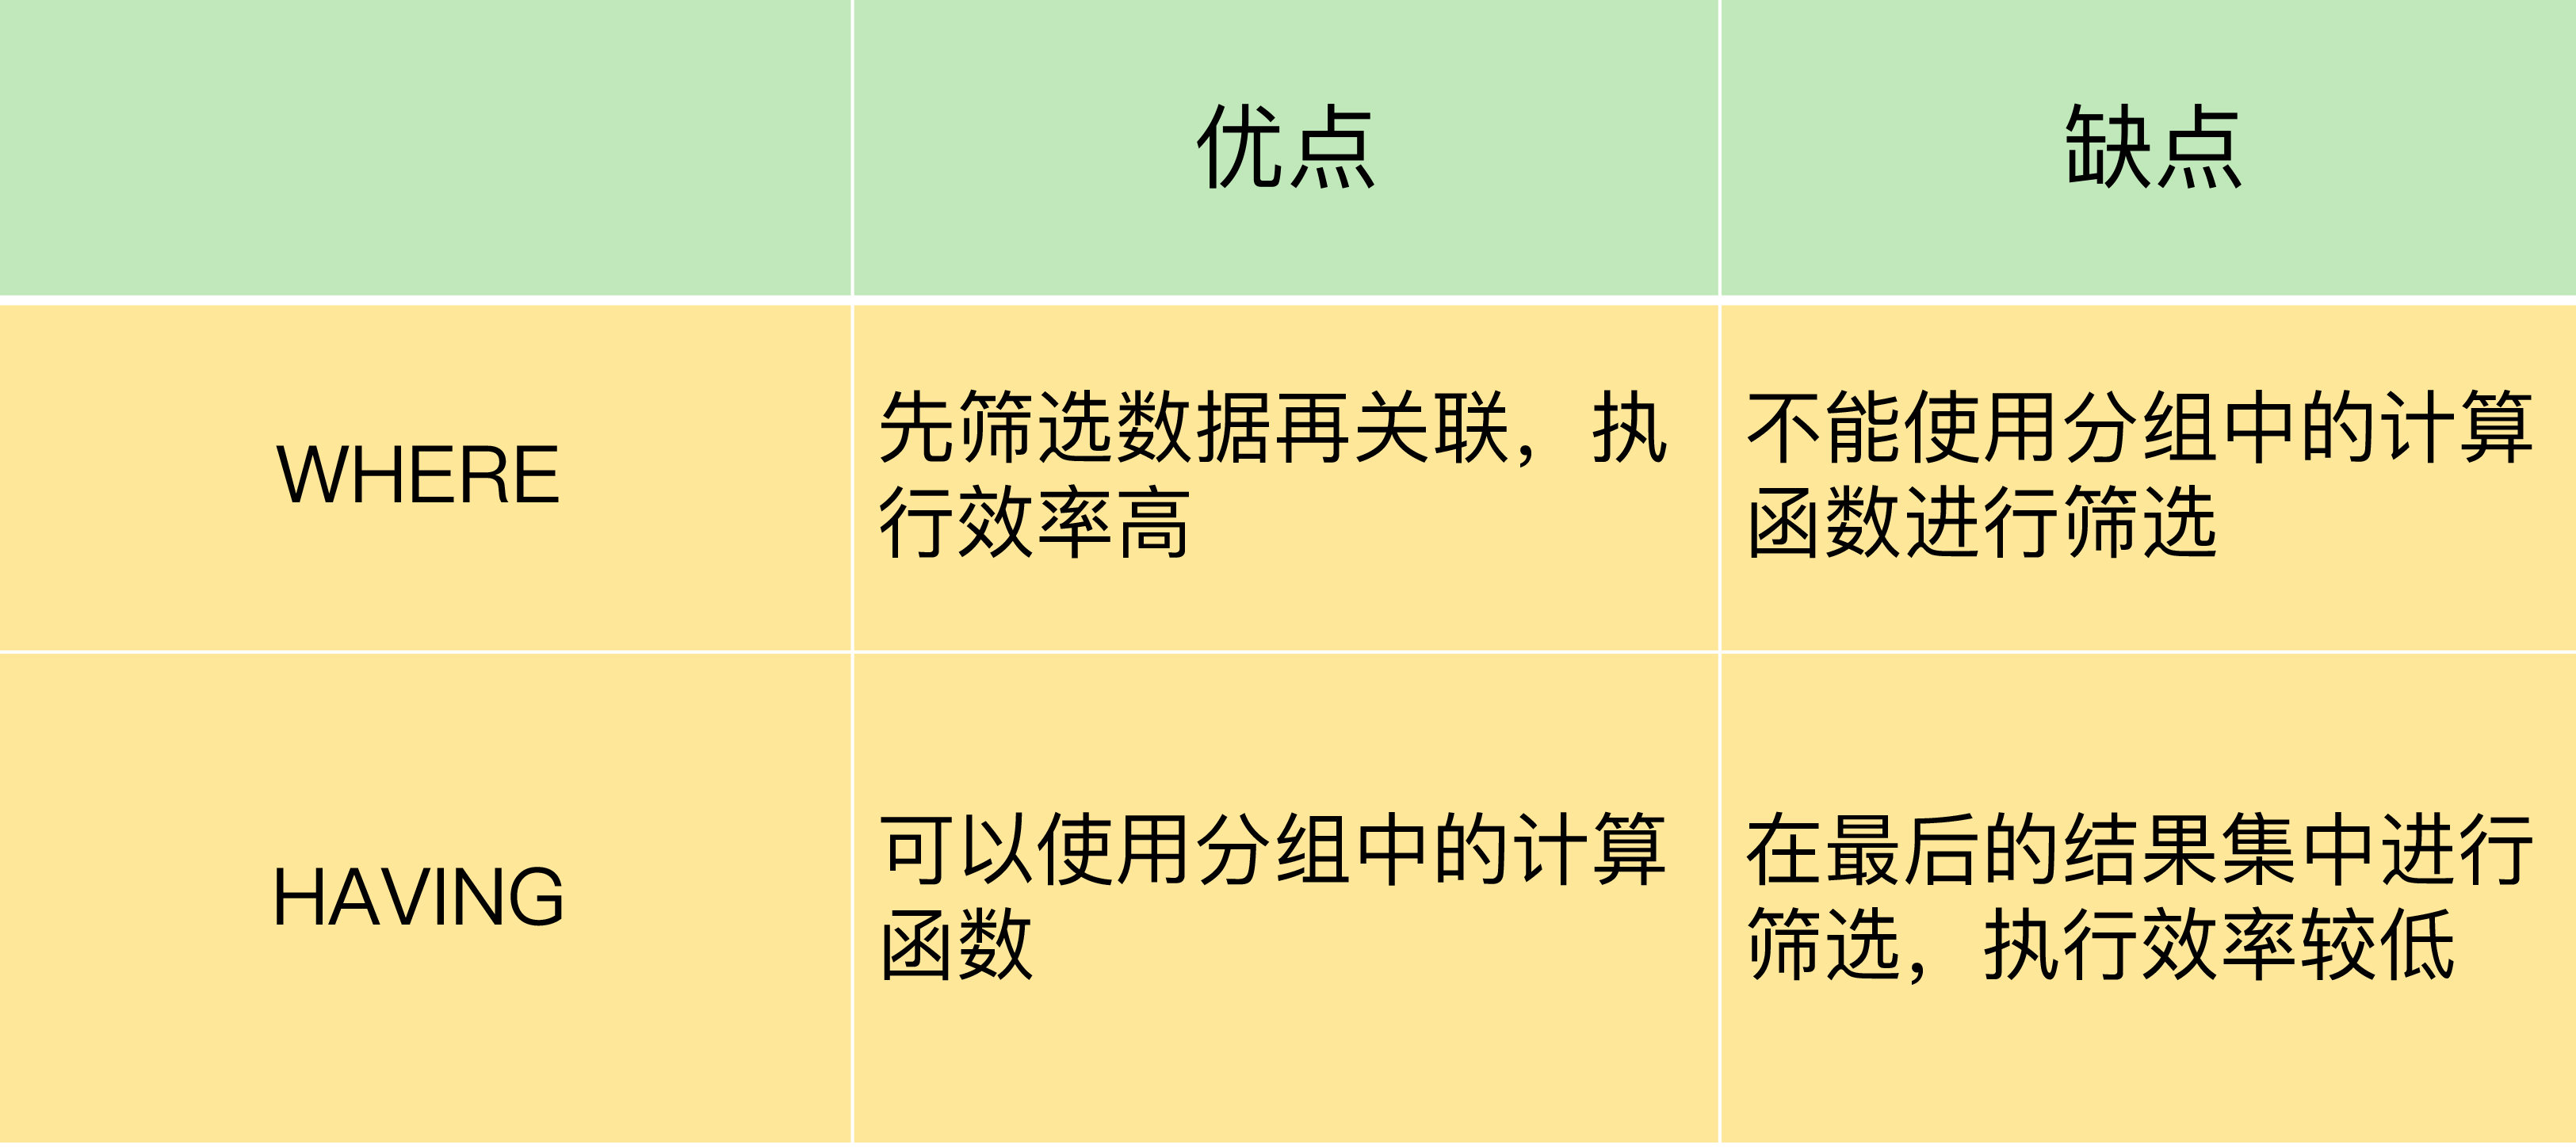 优点
缺点
WHERE
先筛选数据再关联，执
行效率高
不能使用分组中的计算
函数进行筛选
HAVING
可以使用分组中的计算
函数
在最后的结果集中进行
筛选，执行效率较低